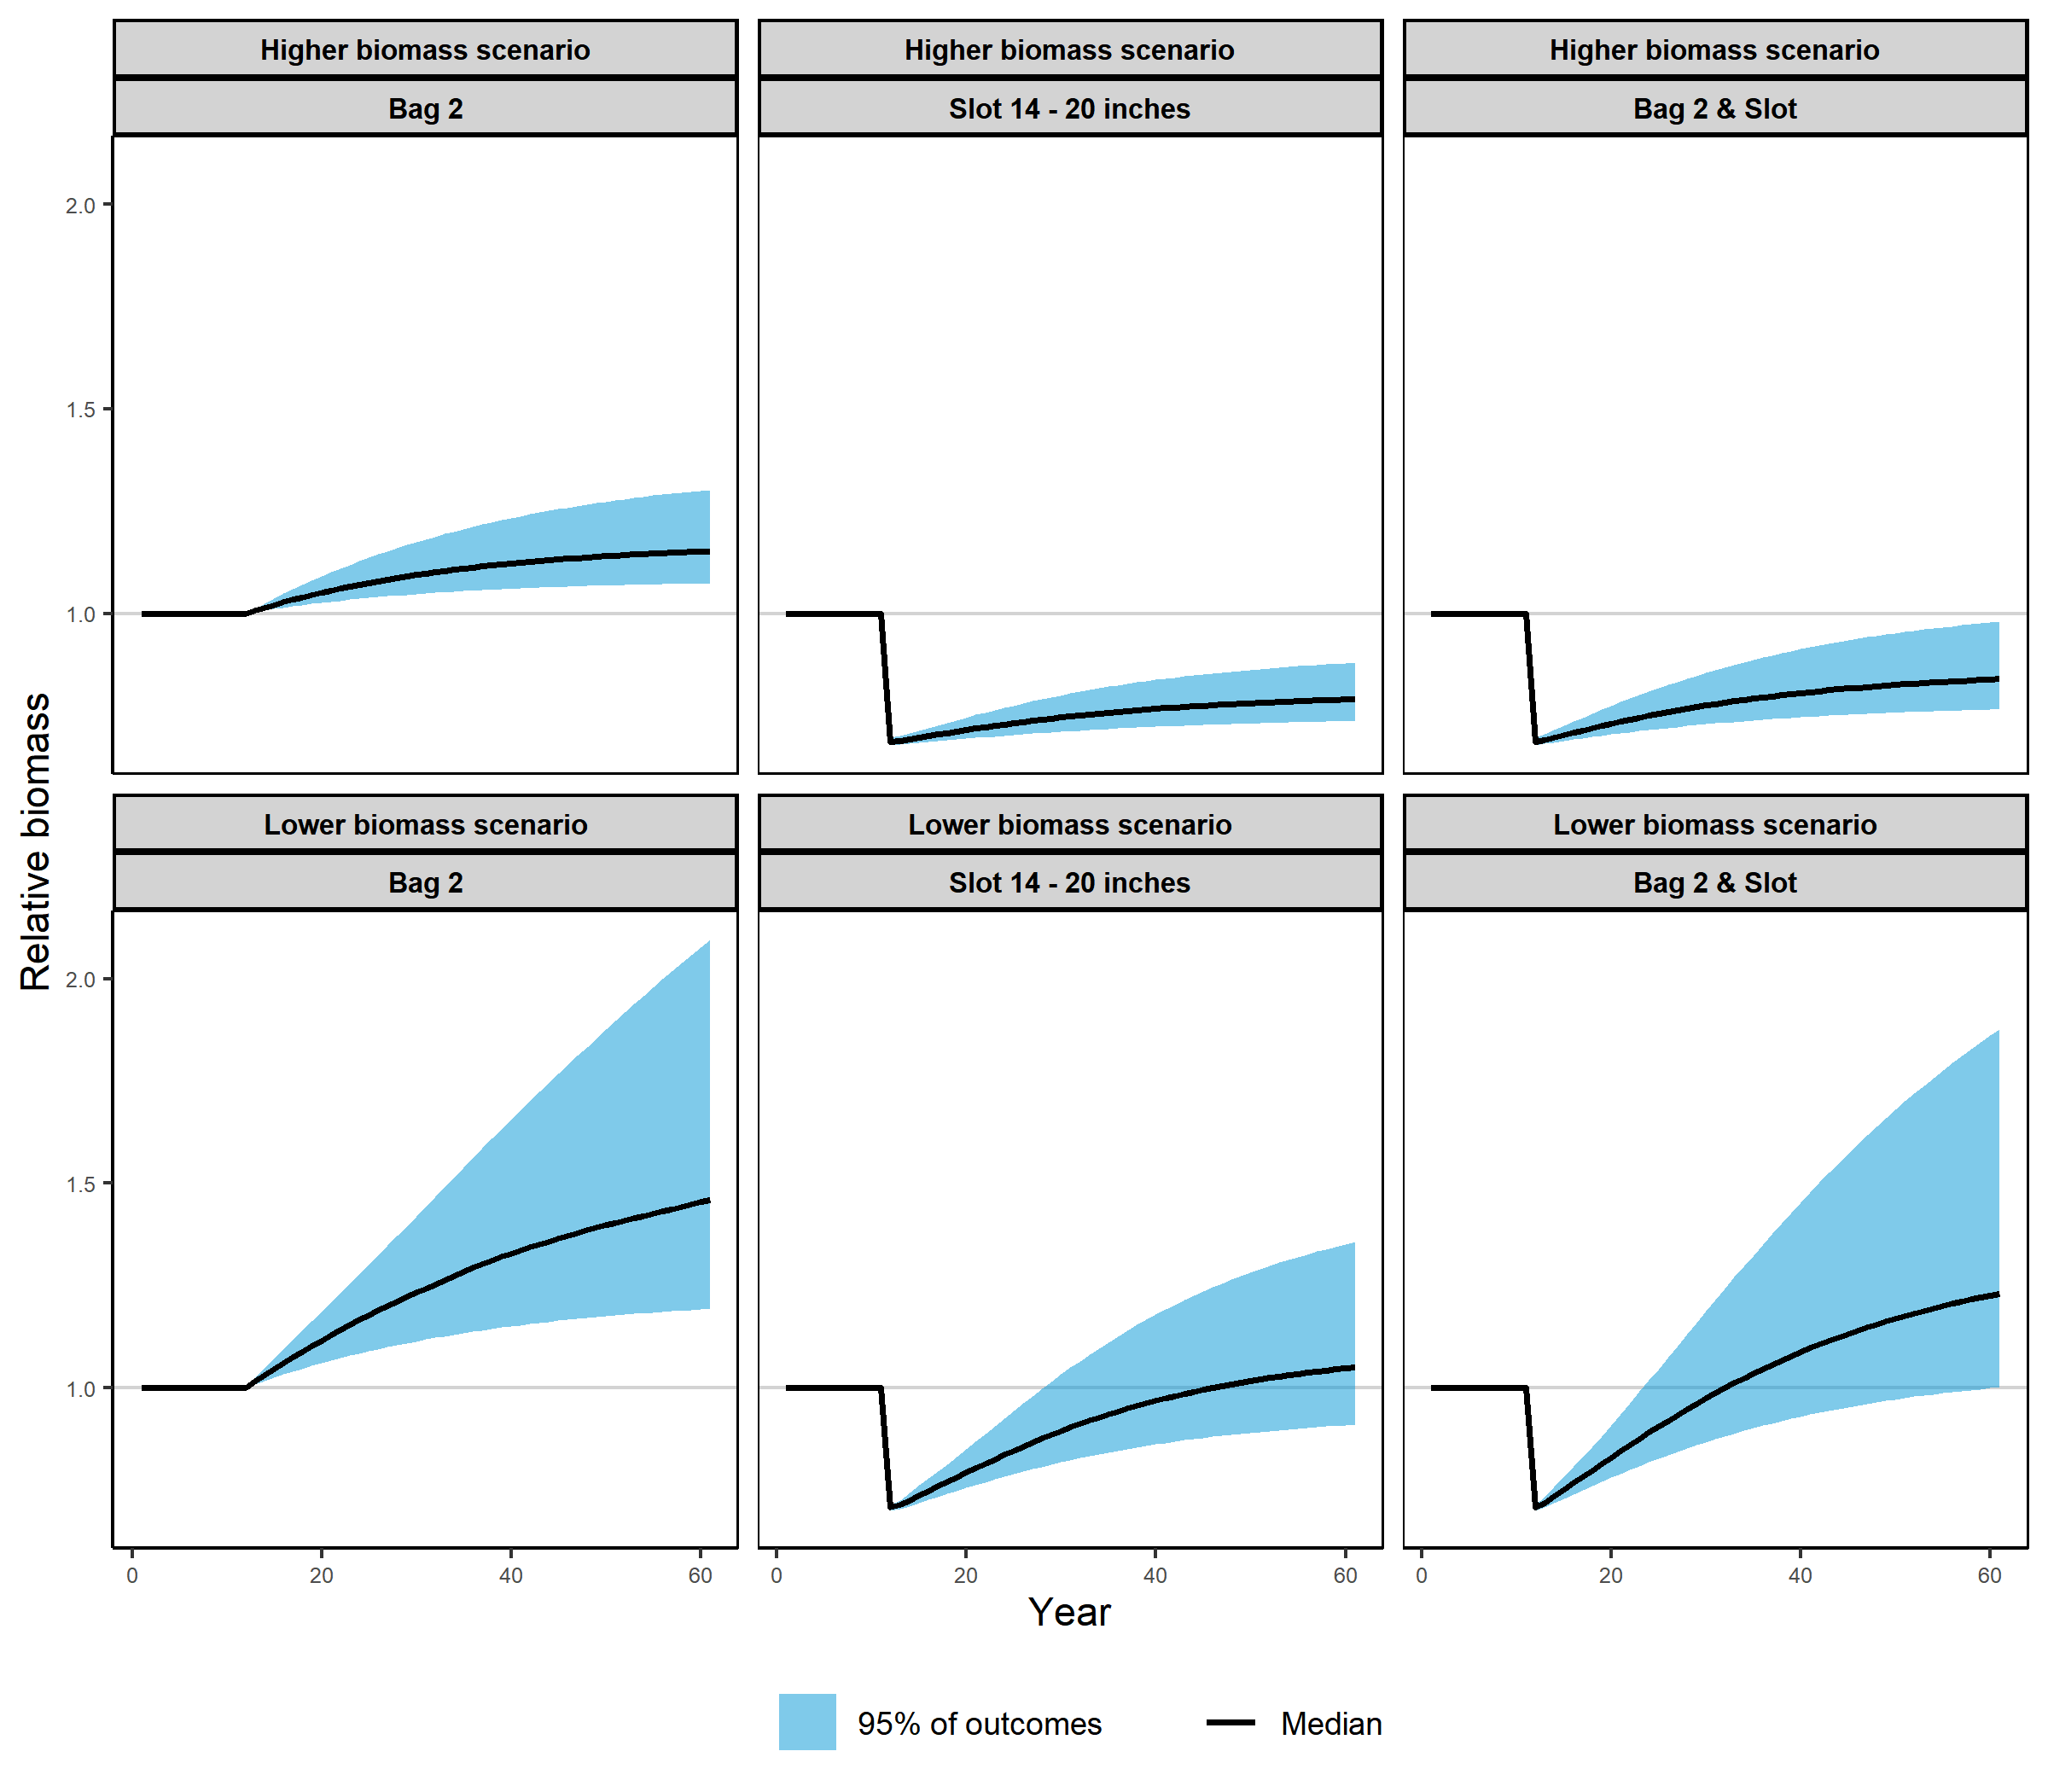 Higher biomass scenario
Higher biomass scenario
Higher biomass scenario
Bag 2
Slot 14 - 20 inches
Bag 2 & Slot
2.0
1.5
1.0
Relative biomass
Lower biomass scenario
Lower biomass scenario
Lower biomass scenario
Bag 2
Slot 14 - 20 inches
Bag 2 & Slot
2.0
1.5
1.0
0 20 40 60
0 20 40 60
0 20 40 60
Year
95% of outcomes
Median